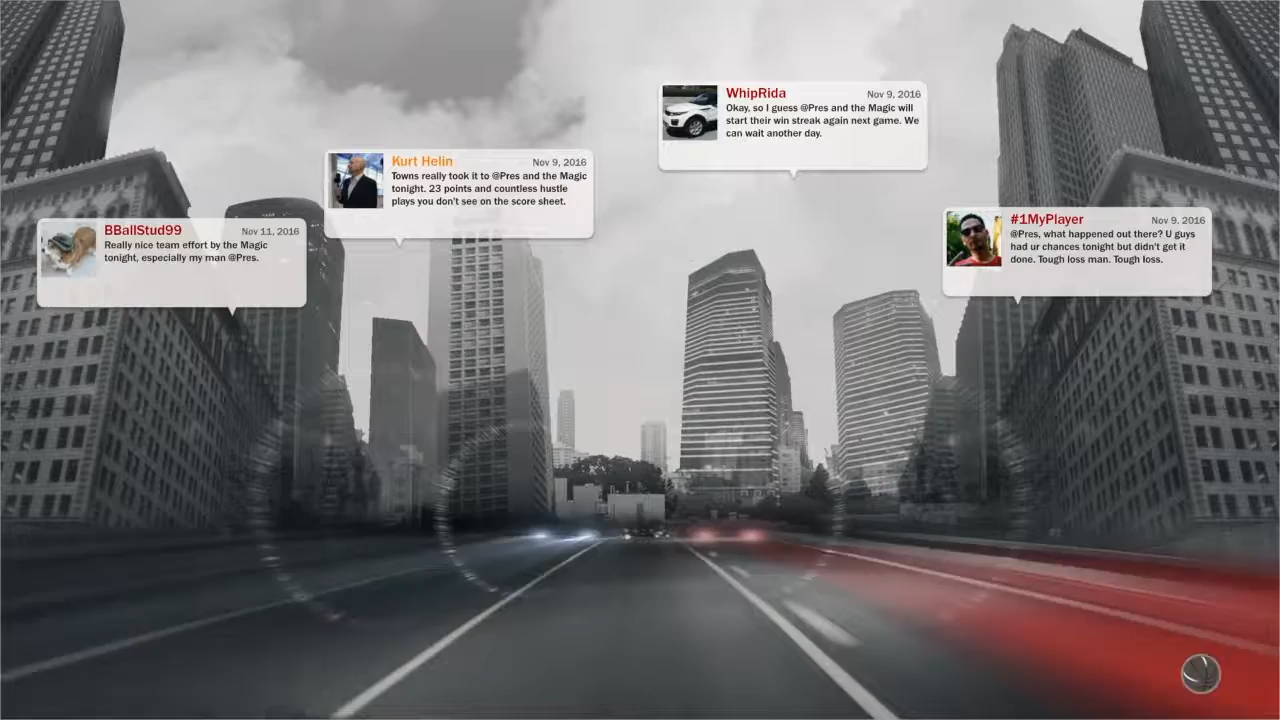 WhipRida Nov 9, 2016
Okay, so I guess @Pres and the Magic will
start their win streak again next game. We
can wait another day.
Kurt Helin Nov 9, 2016
Towns really took it to @Pres and the Magic
tonight. 23 points and countless hustle
plays you don't see on the score sheet.
#1MyPlayer Nov 9, 2016
@Pres, what happened out there? U guys
had ur chances tonight but didn't get it
done. Tough loss man. Tough loss.
BBallStud99 Nov 11, 2016
Really nice team effort by the Magic
tonight, especially my man @Pres.